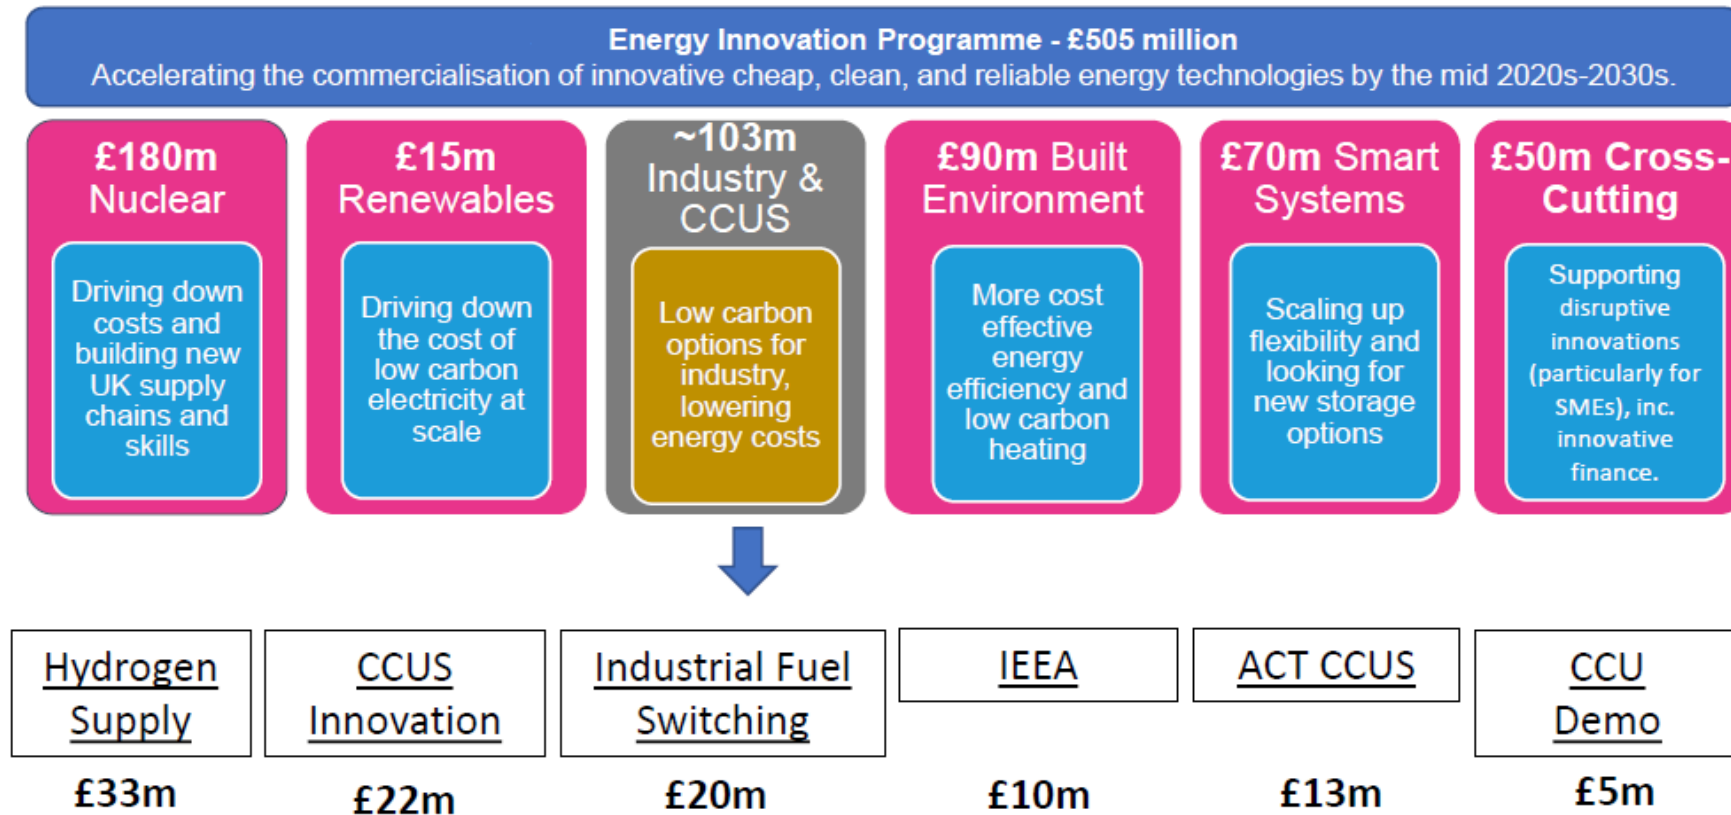 Energy Innovation Programme - £505 million
Accelerating the commercialisation of innovative cheap, clean, and reliable energy technologies by the mid 2020s-2030s.
£180m
Nuclear
Driving down
costs and
building new
UK supply
chains and
skills
£15m
Renewables
Driving down
the cost of
low carbon
electricity at
scale
~103m
Industry &
CCUS
Low carbon
options for
industry,
lowering
energy costs
£90m Built
Environment
More cost
effective
energy
efficiency and
low carbon
heating
£70m Smart
Systems
Scaling up
flexibility and
looking for
new storage
options
£50m Cross-
Cutting
Supporting
disruptive
innovations
(particularly for
SMEs), inc.
innovative
finance.
Hydrogen
Supply
£33m
CCUS
Innovation
£22m
Industrial Fuel
Switching
£20m
IEEA
£10m
ACT CCUS
£13m
CCU
Demo
£5m